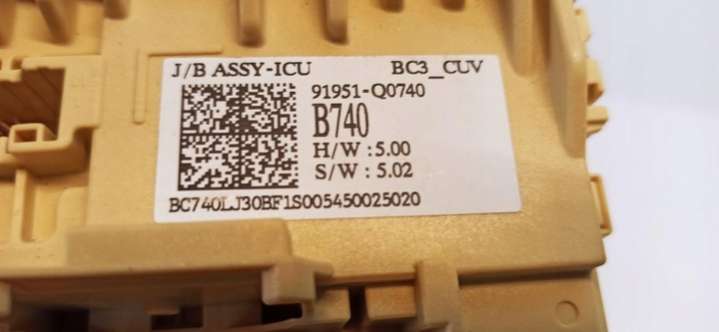 J/B ASSY-ICU BC3_CUV
91951-Q0740
B740
H/W :5.00
S/W : 5.02
BC740LJ30BF1S005450025020